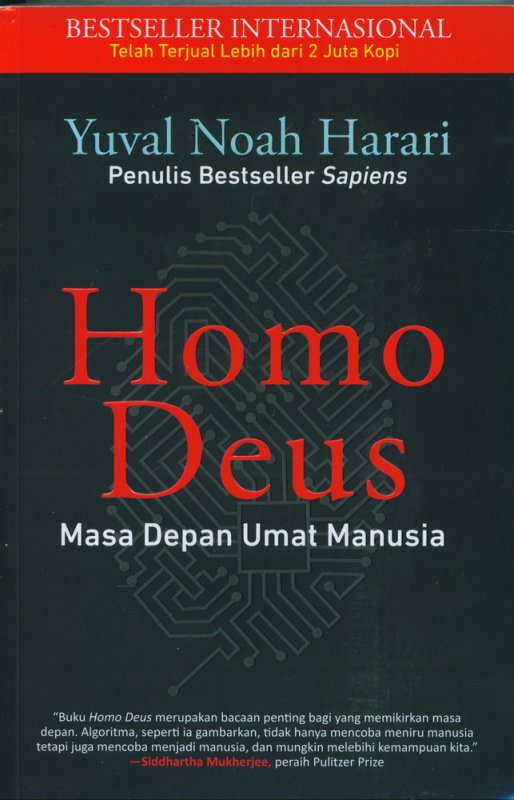 BESTSELLER INTERNASIONAL
Telah Terjual Lebih dari 2 Juta Kopi
Yuval Noah Harari
Penulis Bestseller Sapiens
Homo
Deus
Masa Depan Umat Manusia
“Buku Homo Deus merupakan bacaan penting bagi yang memikirkan masa
depan. Algoritma, seperti ia gambarkan, tidak hanya mencoba meniru manusia
tetapi juga mencoba menjadi manusia, dan mungkin melebihi kemampuan kita.”
—Siddhartha Mukherjee, peraih Pulitzer Prize